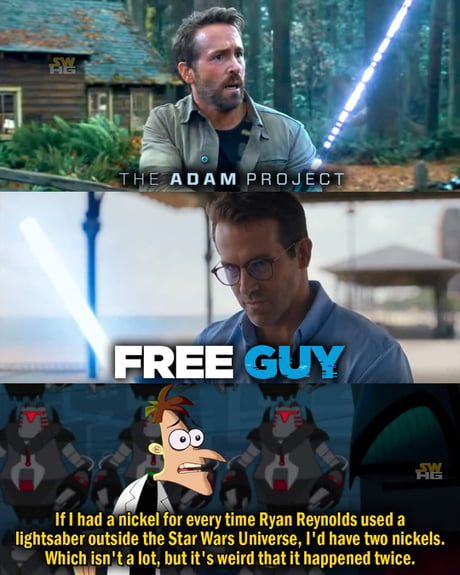 SW
HG
THE ADAM PROJECT
FREE GUY
SW
HG
If I had a nickel for every time Ryan Reynolds used a
lightsaber outside the Star Wars Universe, I'd have two nickels.
Which isn't a lot, but it's weird that it happened twice.